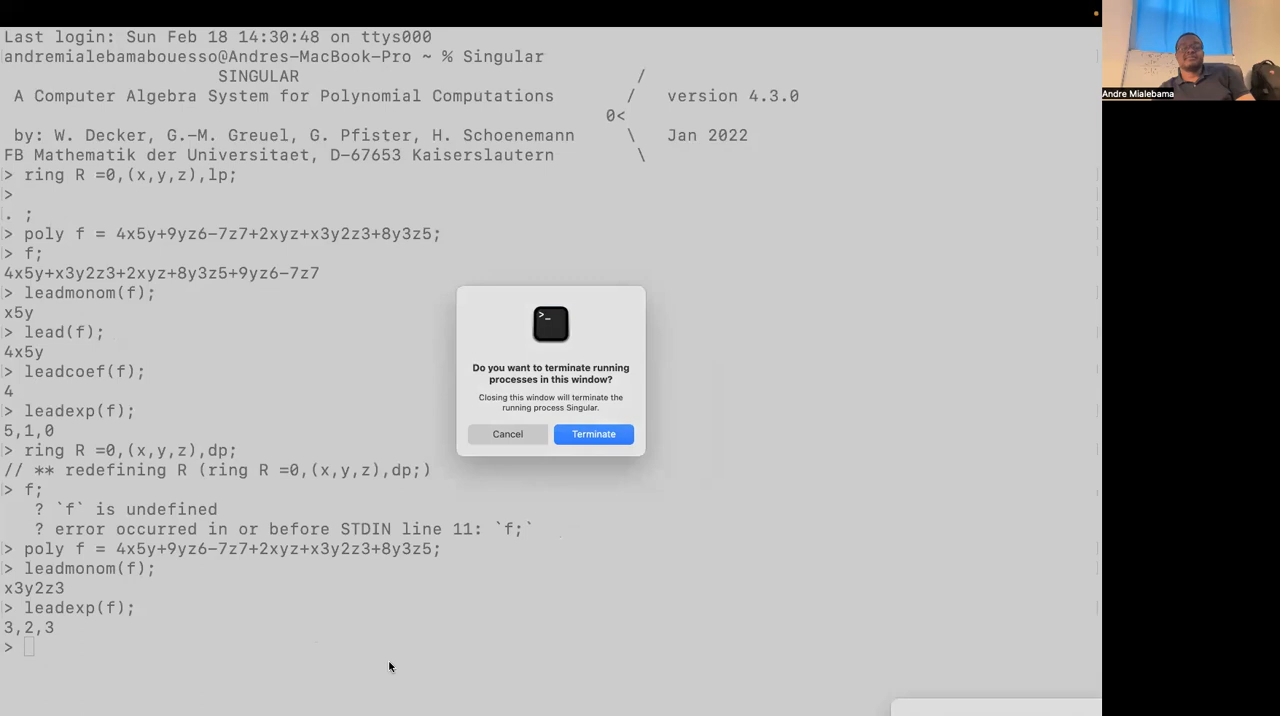 Last login: Sun Feb 18 14:30:48 on ttys000
andremialebamabouesso@Andres-MacBook-Pro ~ % Singular
SINGULAR /
A Computer Algebra System for Polynomial Computations / version 4.3.0
0<
by: W. Decker, G.-M. Greuel, G. Pfister, H. Schoenemann \ Jan 2022
FB Mathematik der Universitaet, D-67653 Kaiserslautern \
> ring R =0,(x,y,z),lp;
>
. ;
> poly f = 4x5y+9yz6-7z7+2xyz+x3y2z3+8y3z5;
> f;
4x5y+x3y2z3+2xyz+8y3z5+9yz6-7z7
> leadmonom(f);
x5y
> lead(f);
4x5y
> leadcoef(f);
4
> leadexp(f);
5,1,0
> ring R =0,(x,y,z),dp;
// ** redefining R (ring R =0,(x,y,z),dp;)
> f;
? `f` is undefined
? error occurred in or before STDIN line 11: `f;`
> poly f = 4x5y+9yz6-7z7+2xyz+x3y2z3+8y3z5;
> leadmonom(f);
x3y2z3
> leadexp(f);
3,2,3
>
>_
Do you want to terminate running
processes in this window?
Closing this window will terminate the
running process Singular.
Cancel Terminate
Andre Mialebama